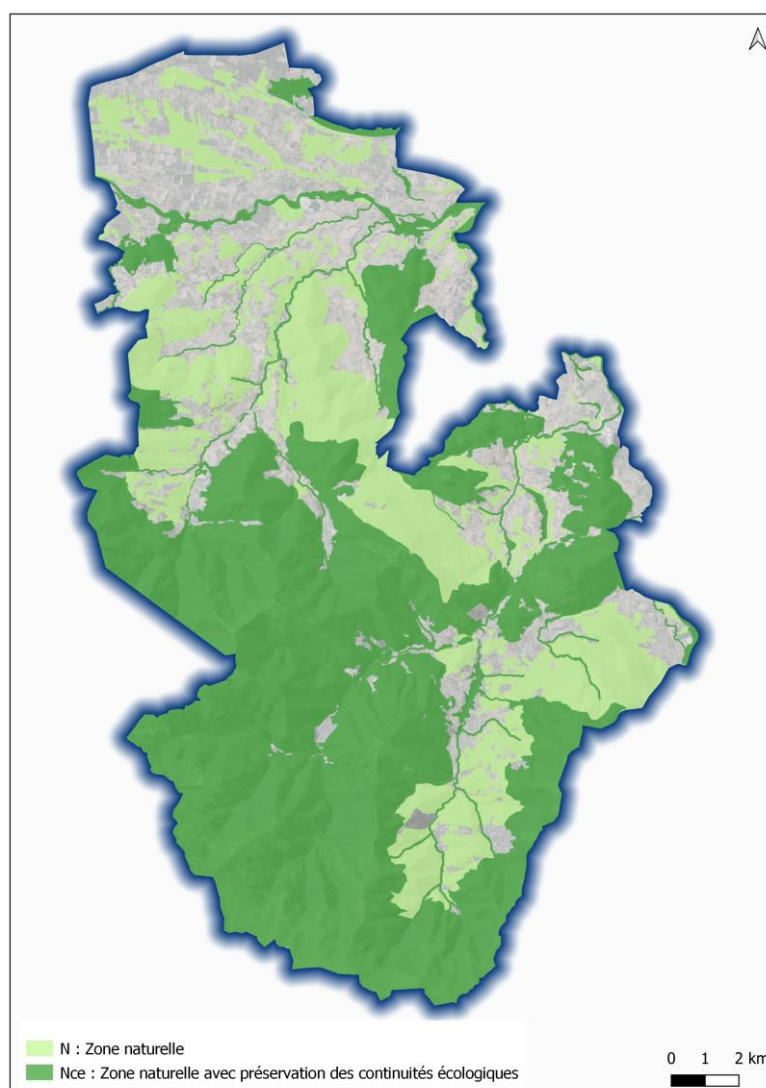 N : Zone naturelle
Nce : Zone naturelle avec préservation des continuités écologiques
0 1 2 km